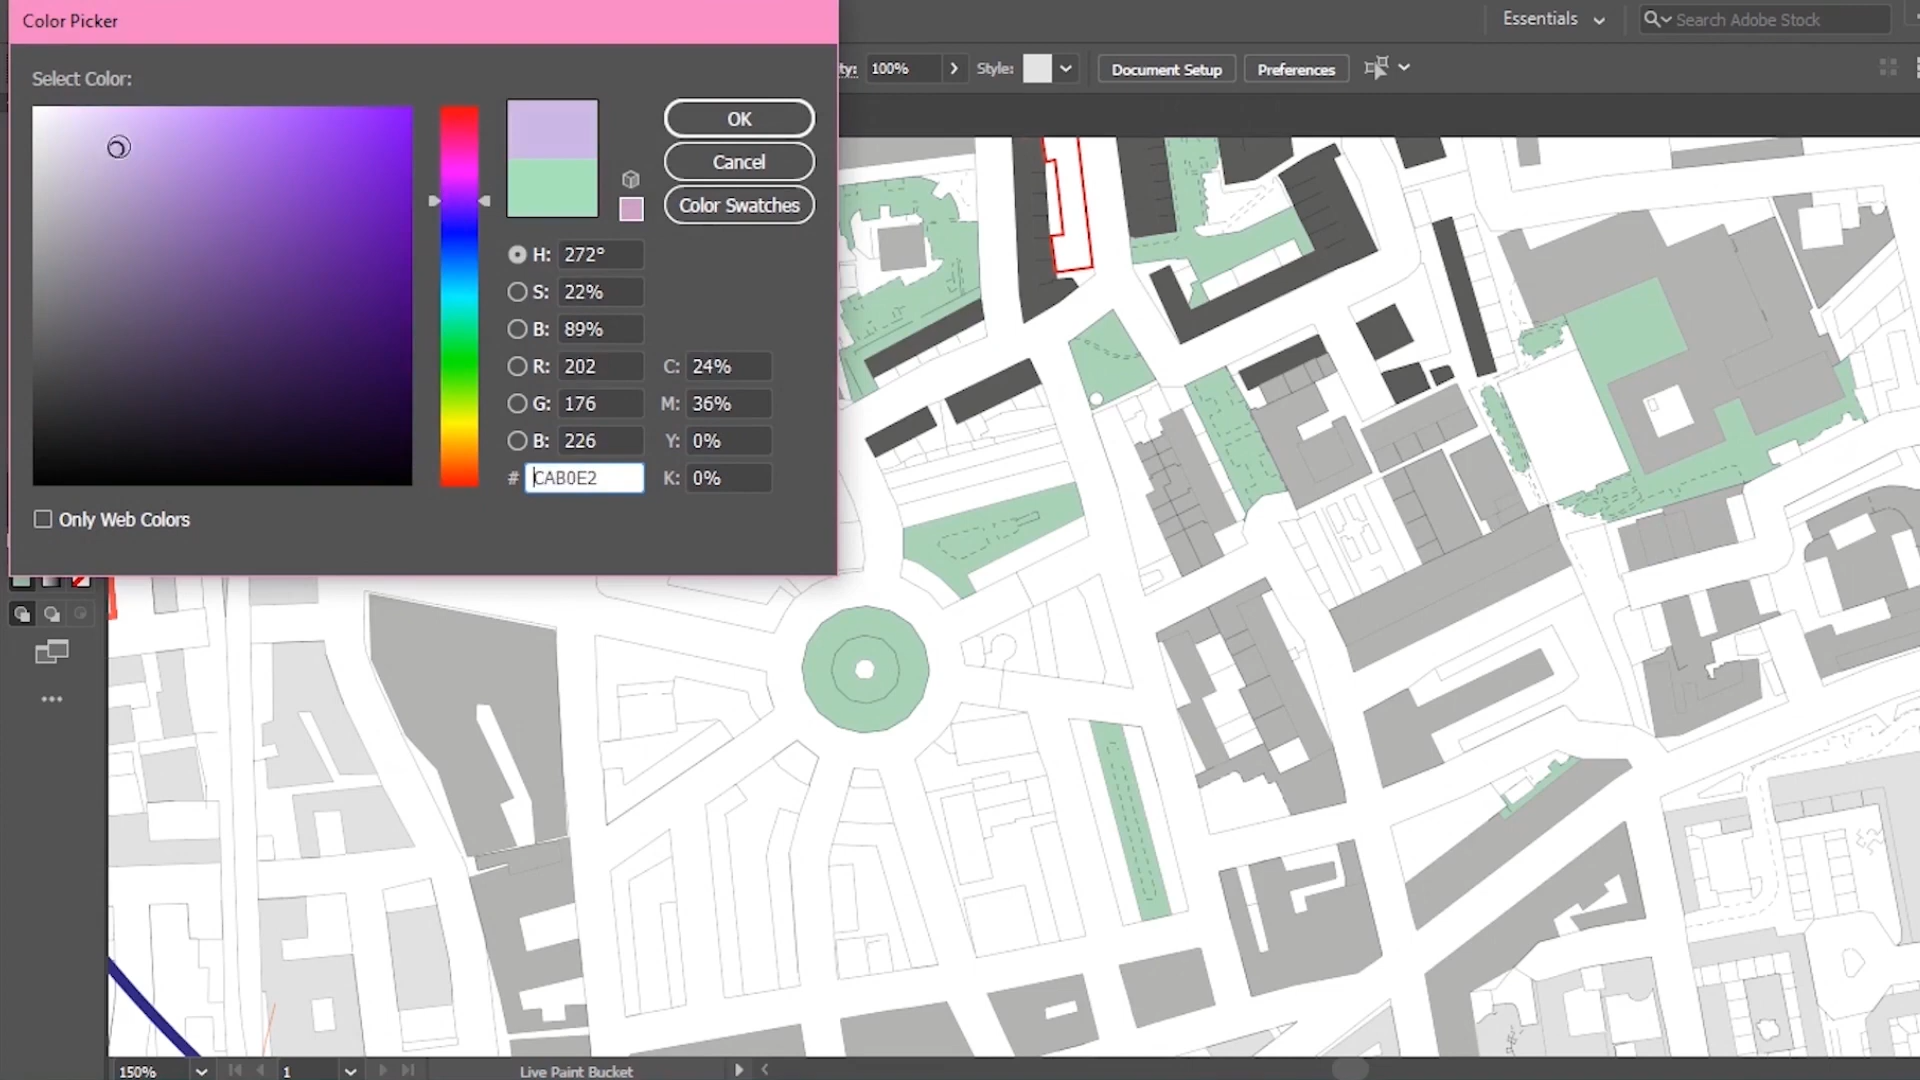 Color Picker
Essentials
Search Adobe Stock
Select Color:
ty:
100%
Style:
Document Setup
Preferences
OK
Cancel
Color Swatches
H: 272°
S: 22%
B: 89%
R: 202
C: 24%
G: 176
M: 36%
B: 226
Y: 0%
# CAB0E2
K: 0%
Only Web Colors
150%
1
Live Paint Bucket